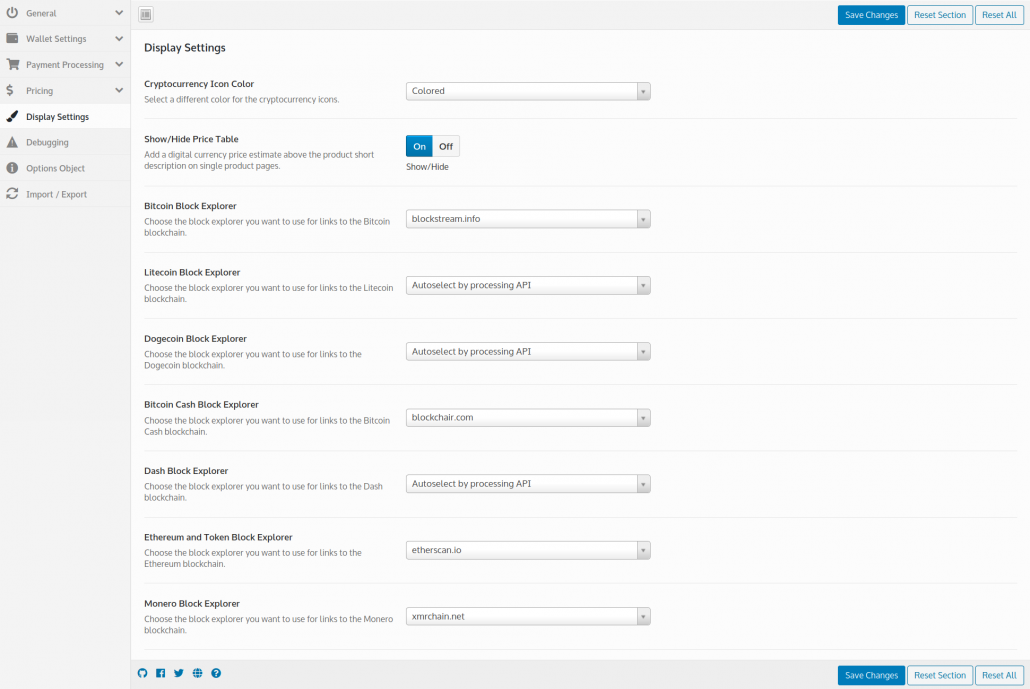 General
Wallet Settings
Payment Processing
Pricing
Display Settings
Debugging
Options Object
Import / Export
Save Changes
Reset Section
Reset All
Display Settings
Cryptocurrency Icon Color
Select a different color for the cryptocurrency icons.
Colored
Show/Hide Price Table
Add a digital currency price estimate above the product short
description on single product pages.
On Off
Show/Hide
Bitcoin Block Explorer
Choose the block explorer you want to use for links to the Bitcoin
blockchain.
blockstream.info
Litecoin Block Explorer
Choose the block explorer you want to use for links to the Litecoin
blockchain.
Autoselect by processing API
Dogecoin Block Explorer
Choose the block explorer you want to use for links to the
Dogecoin blockchain.
Autoselect by processing API
Bitcoin Cash Block Explorer
Choose the block explorer you want to use for links to the Bitcoin
Cash blockchain.
blockchair.com
Dash Block Explorer
Choose the block explorer you want to use for links to the Dash
blockchain.
Autoselect by processing API
Ethereum and Token Block Explorer
Choose the block explorer you want to use for links to the
Ethereum blockchain.
etherscan.io
Monero Block Explorer
Choose the block explorer you want to use for links to the Monero
blockchain.
xmrchain.net
Save Changes
Reset Section
Reset All